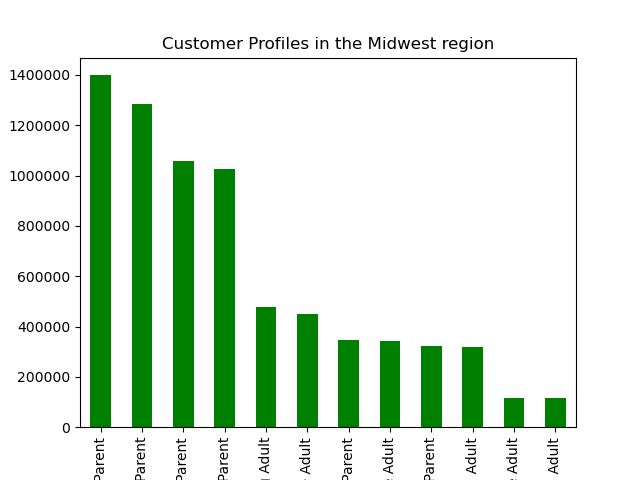 Customer Profiles in the Midwest region
1400000
1200000
1000000
800000
600000
400000
200000
0
Parent
Parent
Parent
Parent
Adult
Adult
Parent
Adult
Parent
Adult
Adult
Adult